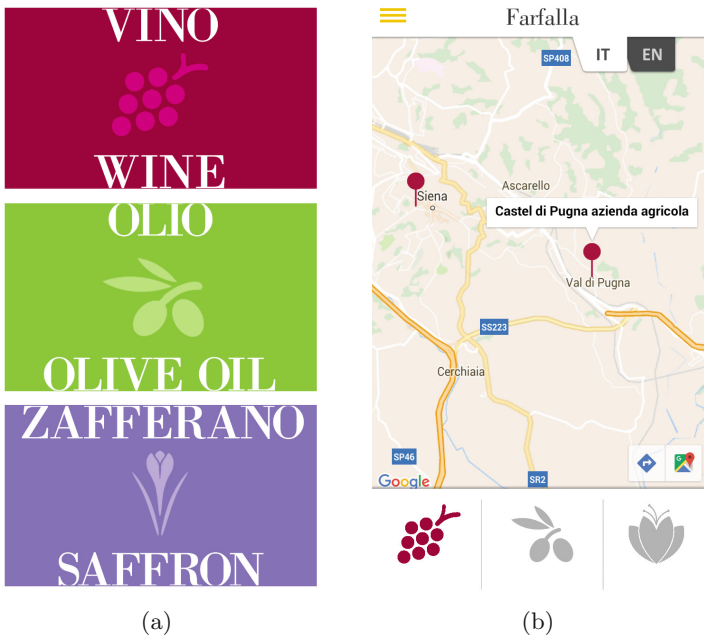 VINO
WINE
OLIO
OLIVE OIL
ZAFFERANO
SAFFRON
(a)
Farfalla
IT EN
SP408
Ascarello
Siena
Castel di Pugna azienda agricola
Val di Pugna
SS223
Cerchiaia
SP46
SR2
Google
G
(b)